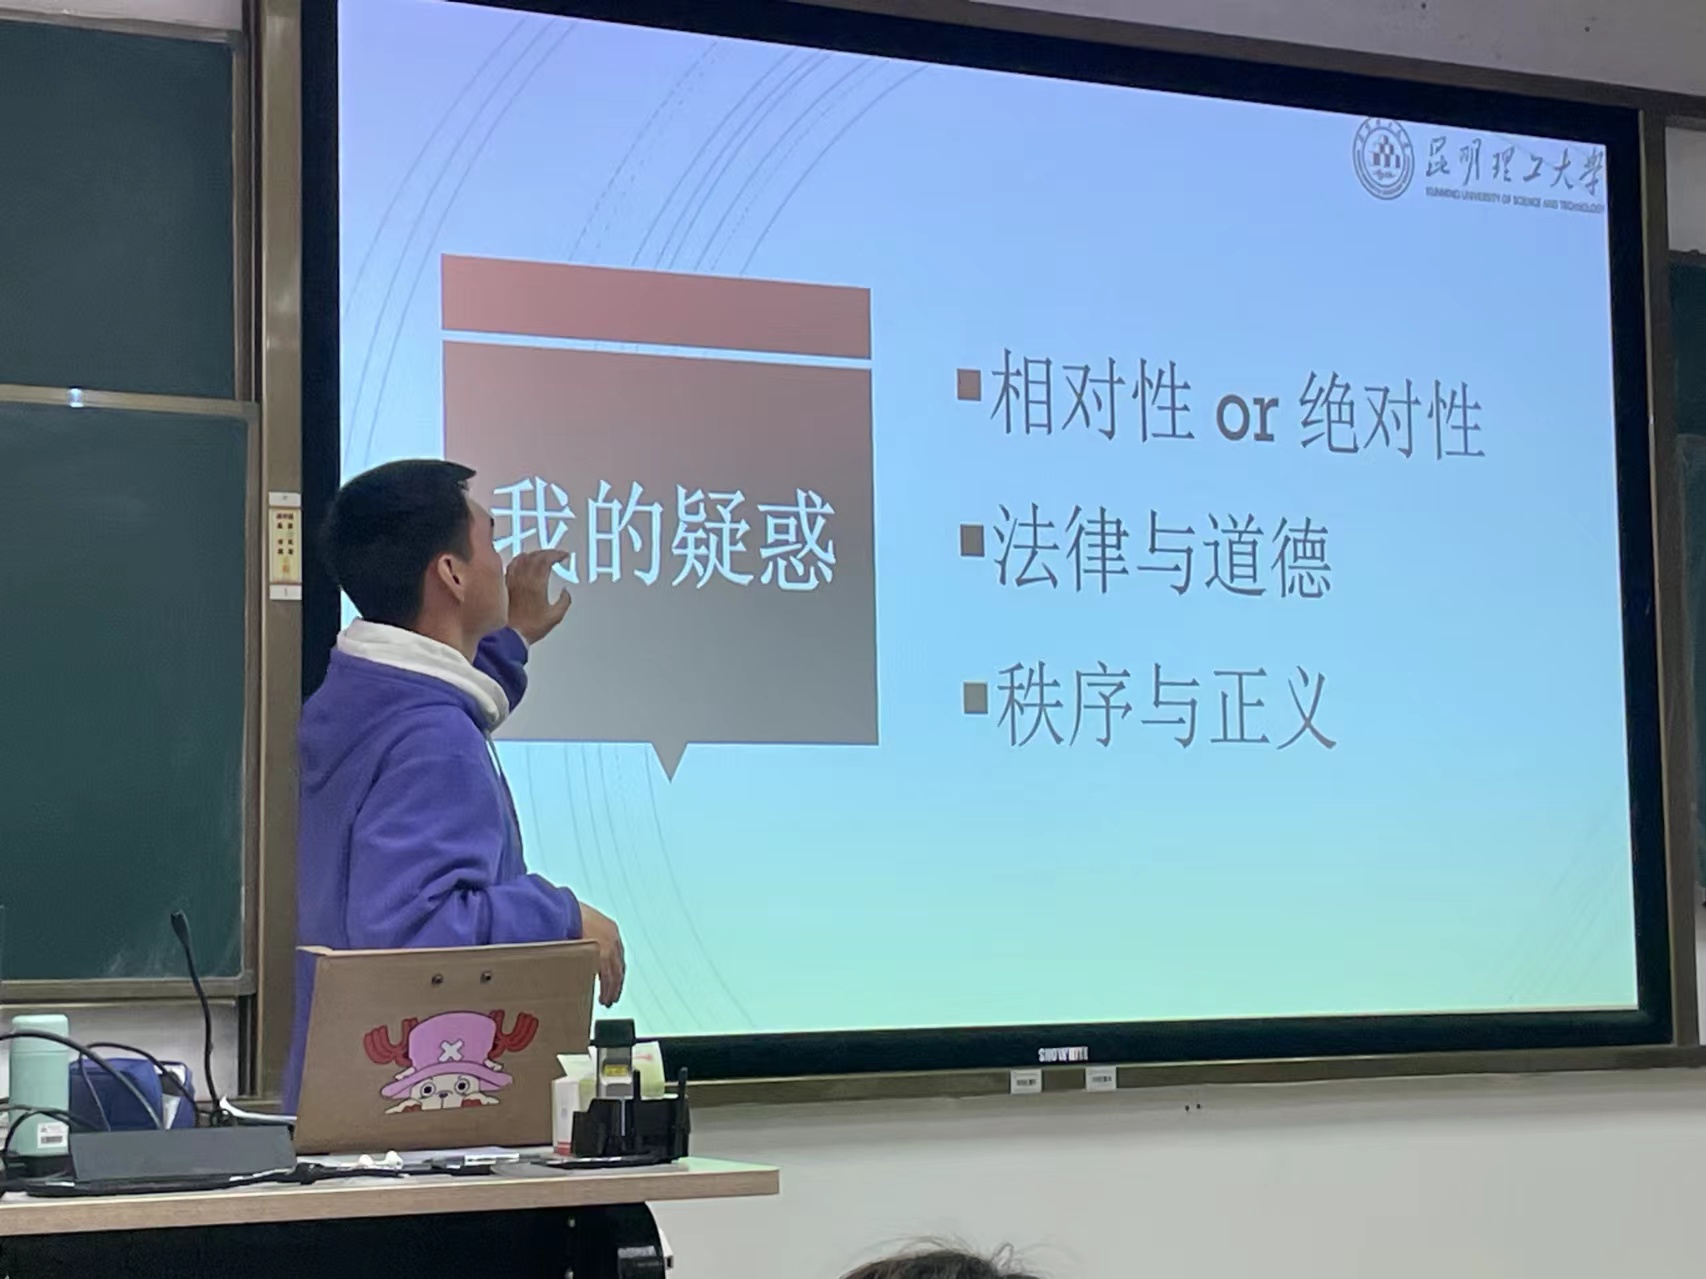 昆明理工大学
KUNMING UNIVERSITY OF SCIENCE AND TECHNOLOGY
我的疑惑
相对性 or 绝对性
法律与道德
秩序与正义